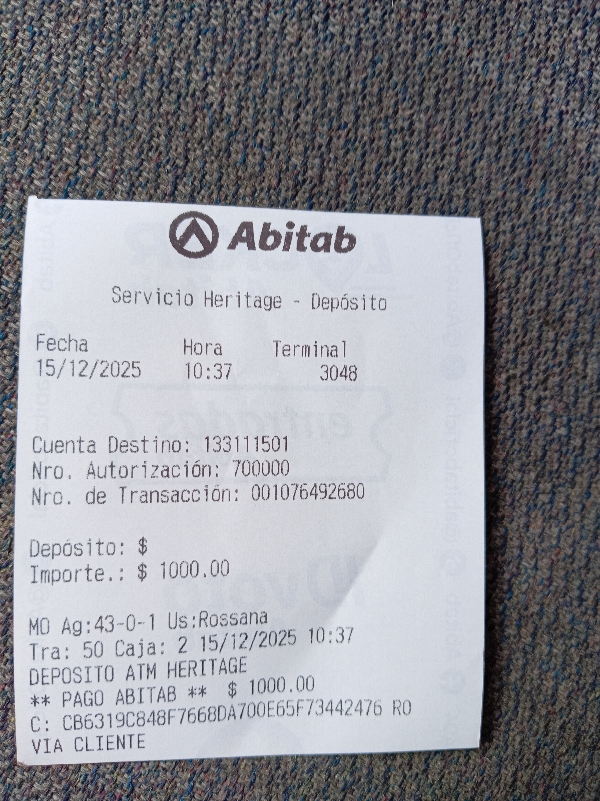 Abitab
Servicio Heritage - Depósito
Fecha Hora Terminal
15/12/2025 10:37 3048
Cuenta Destino: 133111501
Nro. Autorización: 700000
Nro. de Transacción: 001076492680
Depósito: $
Importe.: $ 1000.00
MO Ag:43-0-1 Us:Rossana
Tra: 50 Caja: 2 15/12/2025 10:37
DEPOSITO ATM HERITAGE
** PAGO ABITAB ** $ 1000.00
C: CB6319C848F7668DA700E65F73442476 RO
VIA CLIENTE